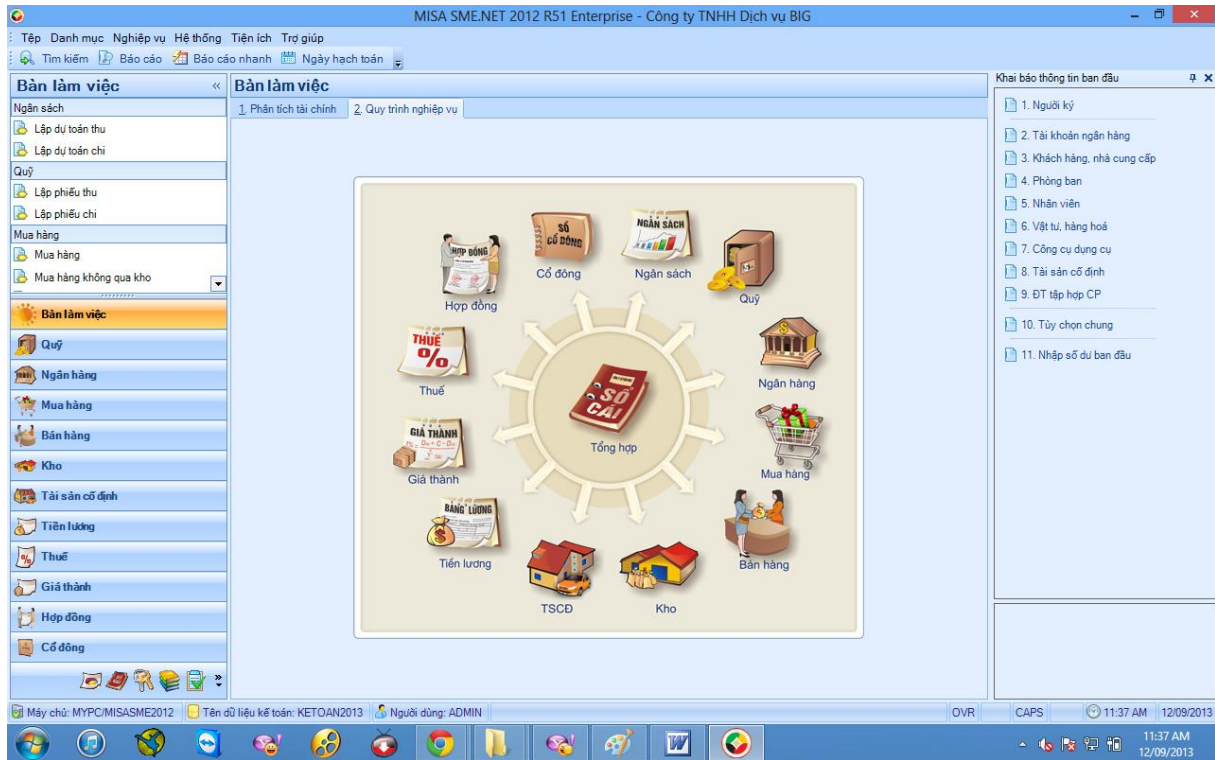 MISA SME.NET 2012 R51 Enterprise - Công ty TNHH Dịch vụ BIG
Tệp Danh mục Nghiệp vụ Hệ thống Tiện ích Trợ giúp
Tìm kiếm Báo cáo Báo cáo nhanh Ngày hạch toán
Bàn làm việc «
Ngân sách
Lập dự toán thu
Lập dự toán chi
Quỹ
Lập phiếu thu
Lập phiếu chi
Mua hàng
Mua hàng
Mua hàng không qua kho
Bàn làm việc
Quỹ
Ngân hàng
Mua hàng
Bán hàng
Kho
Tài sản cố định
Tiền lương
Thuế
Giá thành
Hợp đồng
Cổ đông
Bàn làm việc
1. Phân tích tài chính 2. Quy trình nghiệp vụ
HỢP ĐỒNG
Hợp đồng
SỔ
CỔ ĐÔNG
Cổ đông
NGÂN SÁCH
Ngân sách
Quỹ
THUẾ
%
Thuế
Ngân hàng
SỔ
CÁI
Tổng hợp
GIÁ THÀNH
Giá thành
Mua hàng
BẢNG LƯƠNG
Tiền lương
Bán hàng
TSCĐ
Kho
Khai báo thông tin ban đầu
1. Người ký
2. Tài khoản ngân hàng
3. Khách hàng, nhà cung cấp
4. Phòng ban
5. Nhân viên
6. Vật tư, hàng hoá
7. Công cụ dụng cụ
8. Tài sản cố định
9. ĐT tập hợp CP
10. Tùy chọn chung
11. Nhập số dư ban đầu
Máy chủ: MYPC/MISASME2012 Tên dữ liệu kế toán: KETOAN2013 Người dùng: ADMIN OVR CAPS 11:37 AM 12/09/2013
11:37 AM
12/09/2013